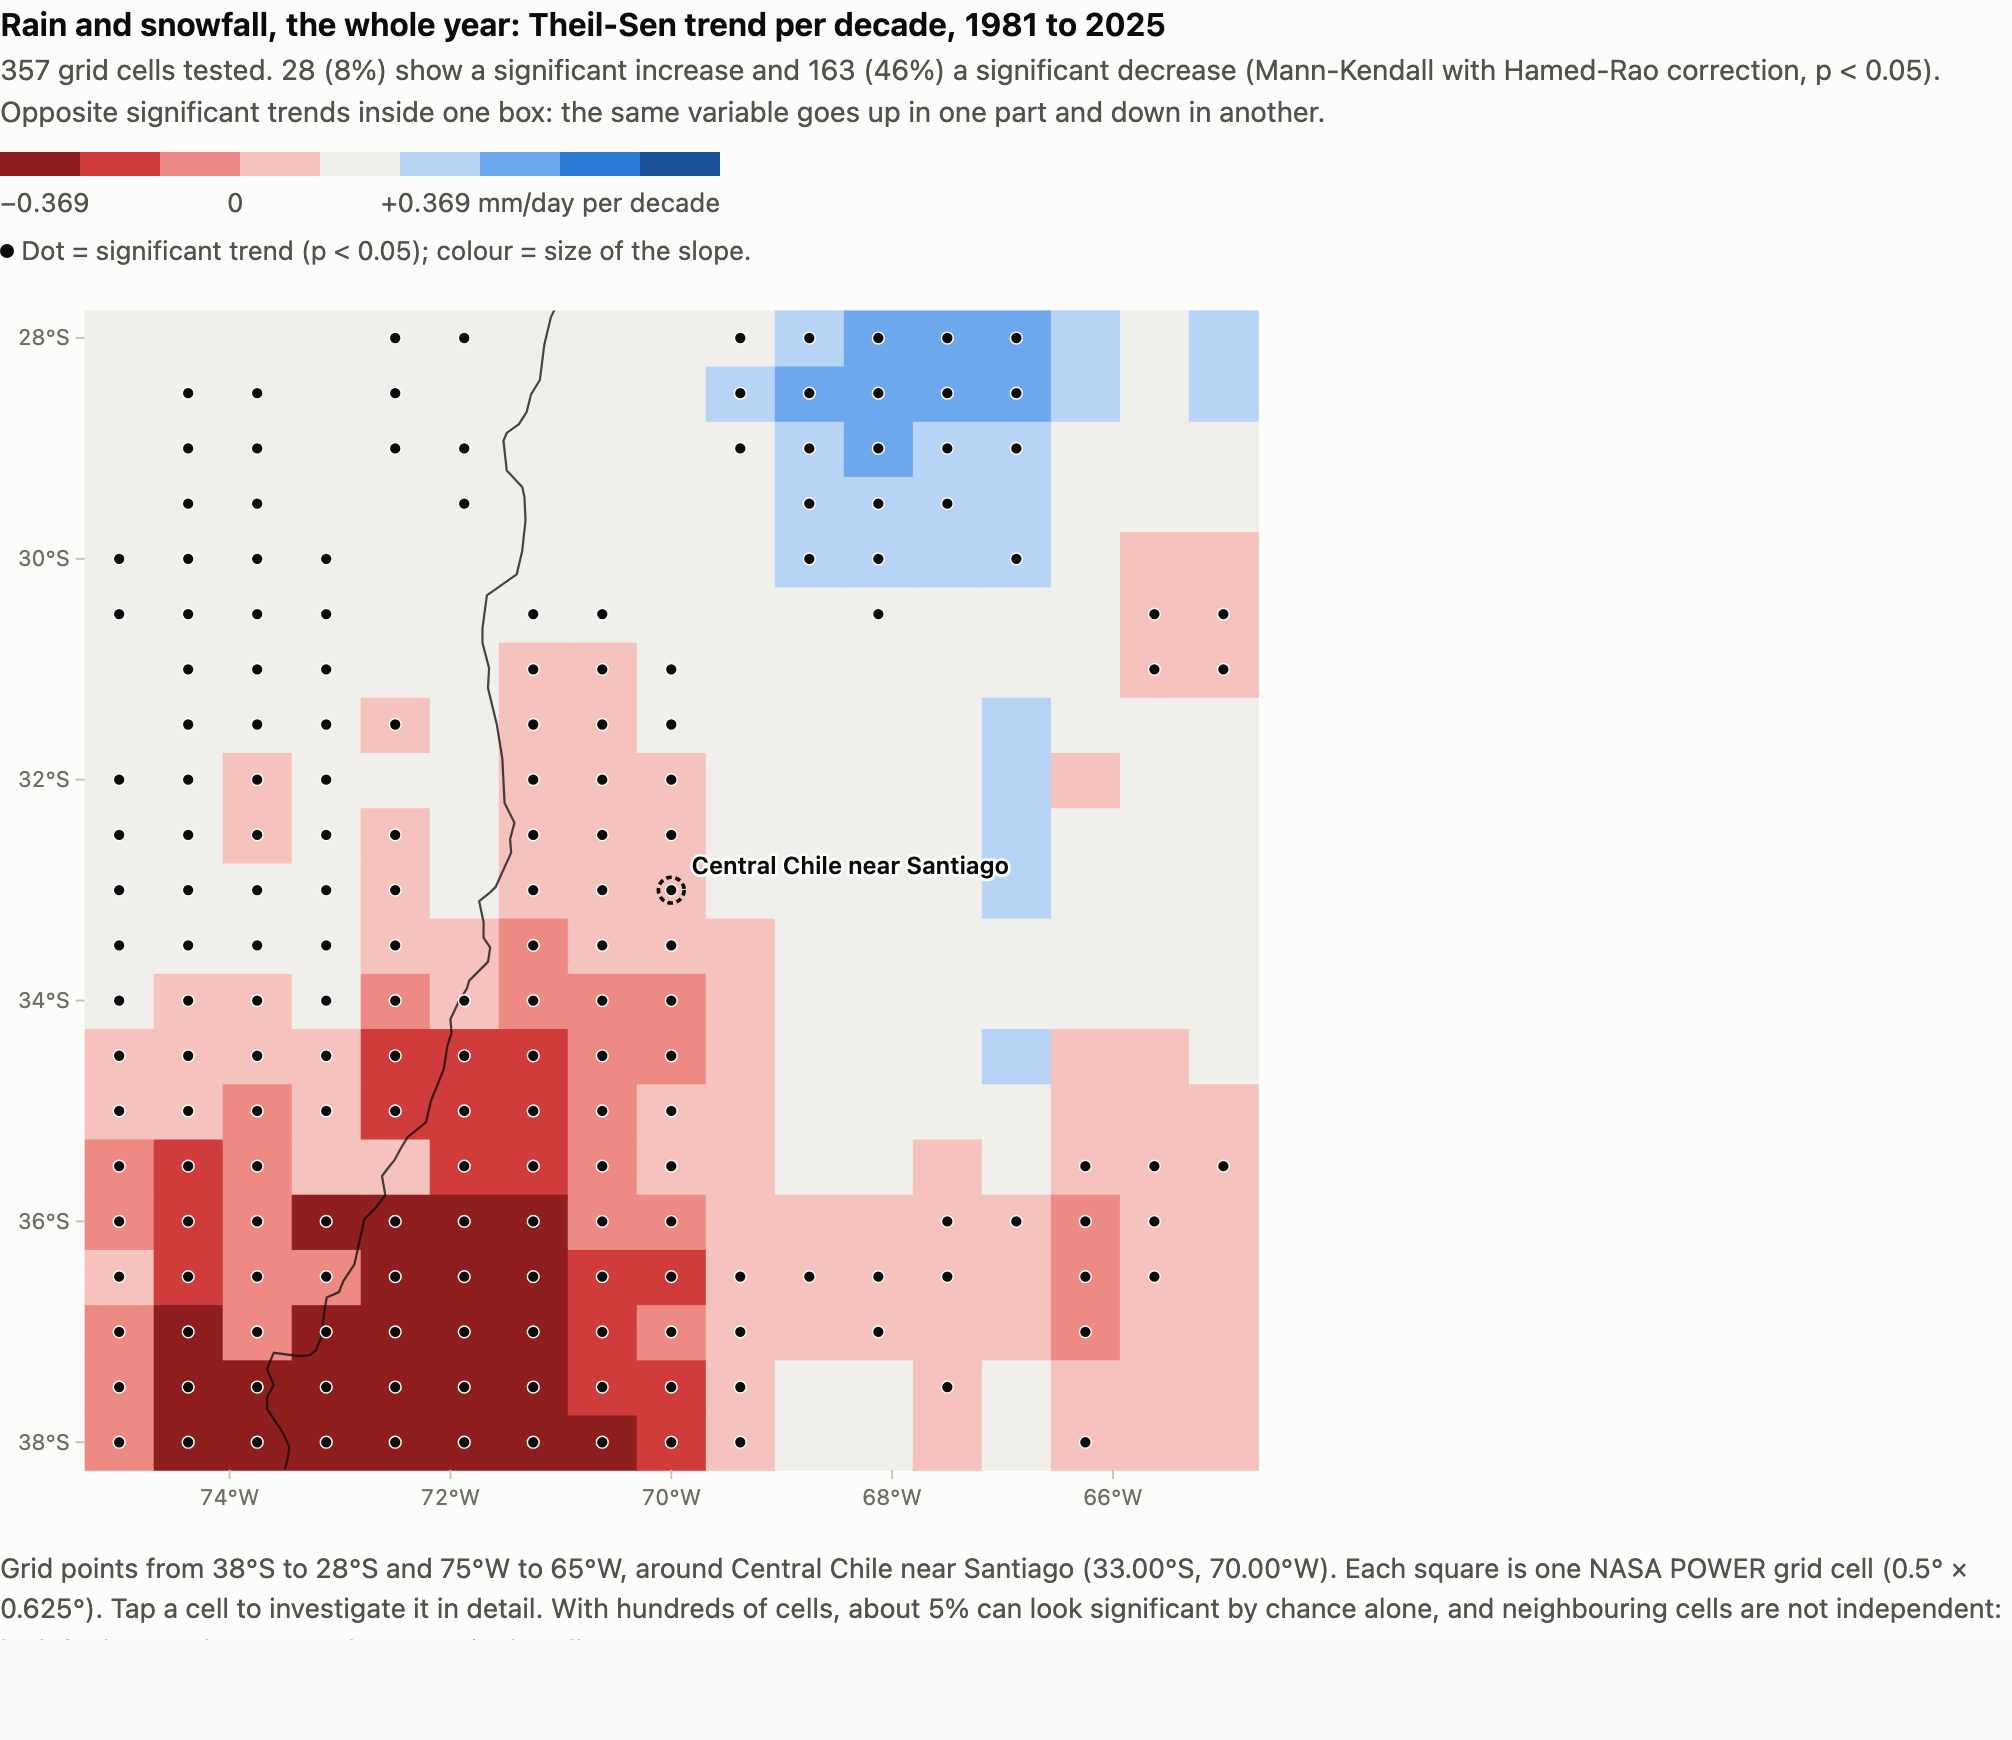 Rain and snowfall, the whole year: Theil-Sen trend per decade, 1981 to 2025
357 grid cells tested. 28 (8%) show a significant increase and 163 (46%) a significant decrease (Mann-Kendall with Hamed-Rao correction, p < 0.05).
Opposite significant trends inside one box: the same variable goes up in one part and down in another.
−0.369 0 +0.369 mm/day per decade
Dot = significant trend (p < 0.05); colour = size of the slope.
28°S
30°S
32°S
Central Chile near Santiago
34°S
36°S
38°S
74°W 72°W 70°W 68°W 66°W
Grid points from 38°S to 28°S and 75°W to 65°W, around Central Chile near Santiago (33.00°S, 70.00°W). Each square is one NASA POWER grid cell (0.5° ×
0.625°). Tap a cell to investigate it in detail. With hundreds of cells, about 5% can look significant by chance alone, and neighbouring cells are not independent: